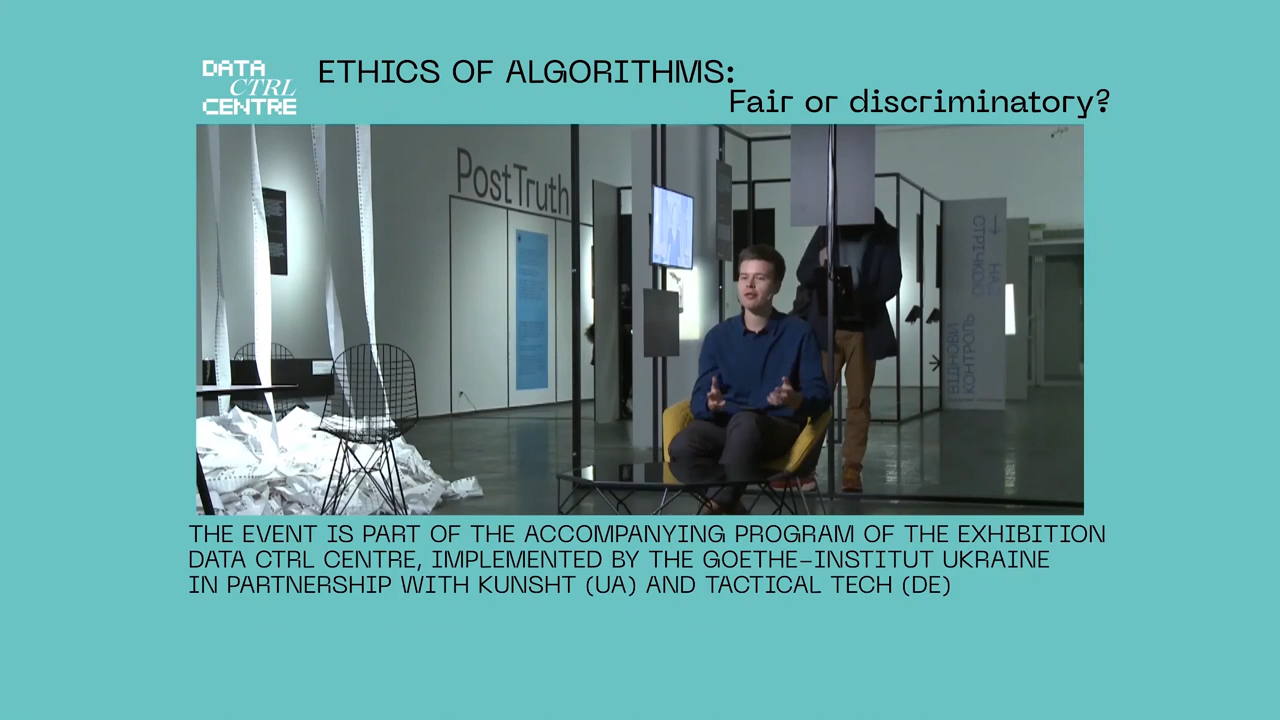 DATA
CTRL
CENTRE
ETHICS OF ALGORITHMS:
Fair or discriminatory?
PostTruth
ВІДНОВИ
КОНТРОЛЬ
THE EVENT IS PART OF THE ACCOMPANYING PROGRAM OF THE EXHIBITION
DATA CTRL CENTRE, IMPLEMENTED BY THE GOETHE-INSTITUT UKRAINE
IN PARTNERSHIP WITH KUNSHT (UA) AND TACTICAL TECH (DE)